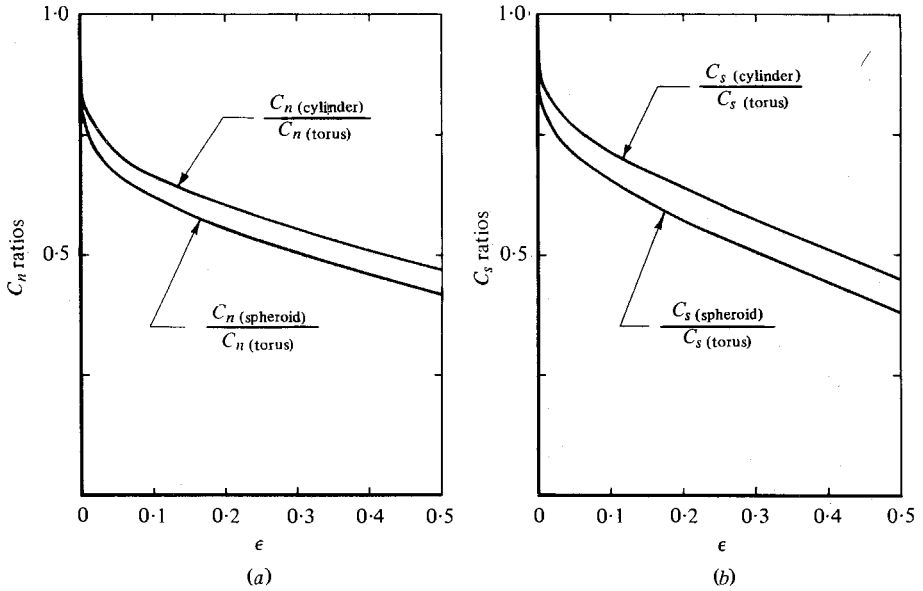 1·0
C_n (cylinder)
C_n (torus)
0·5
C_n ratios
C_n (spheroid)
C_n (torus)
0 0·1 0·2 0·3 0·4 0·5
ϵ
(a)
1·0
C_s (cylinder)
C_s (torus)
0·5
C_s ratios
C_s (spheroid)
C_s (torus)
0 0·1 0·2 0·3 0·4 0·5
ϵ
(b)